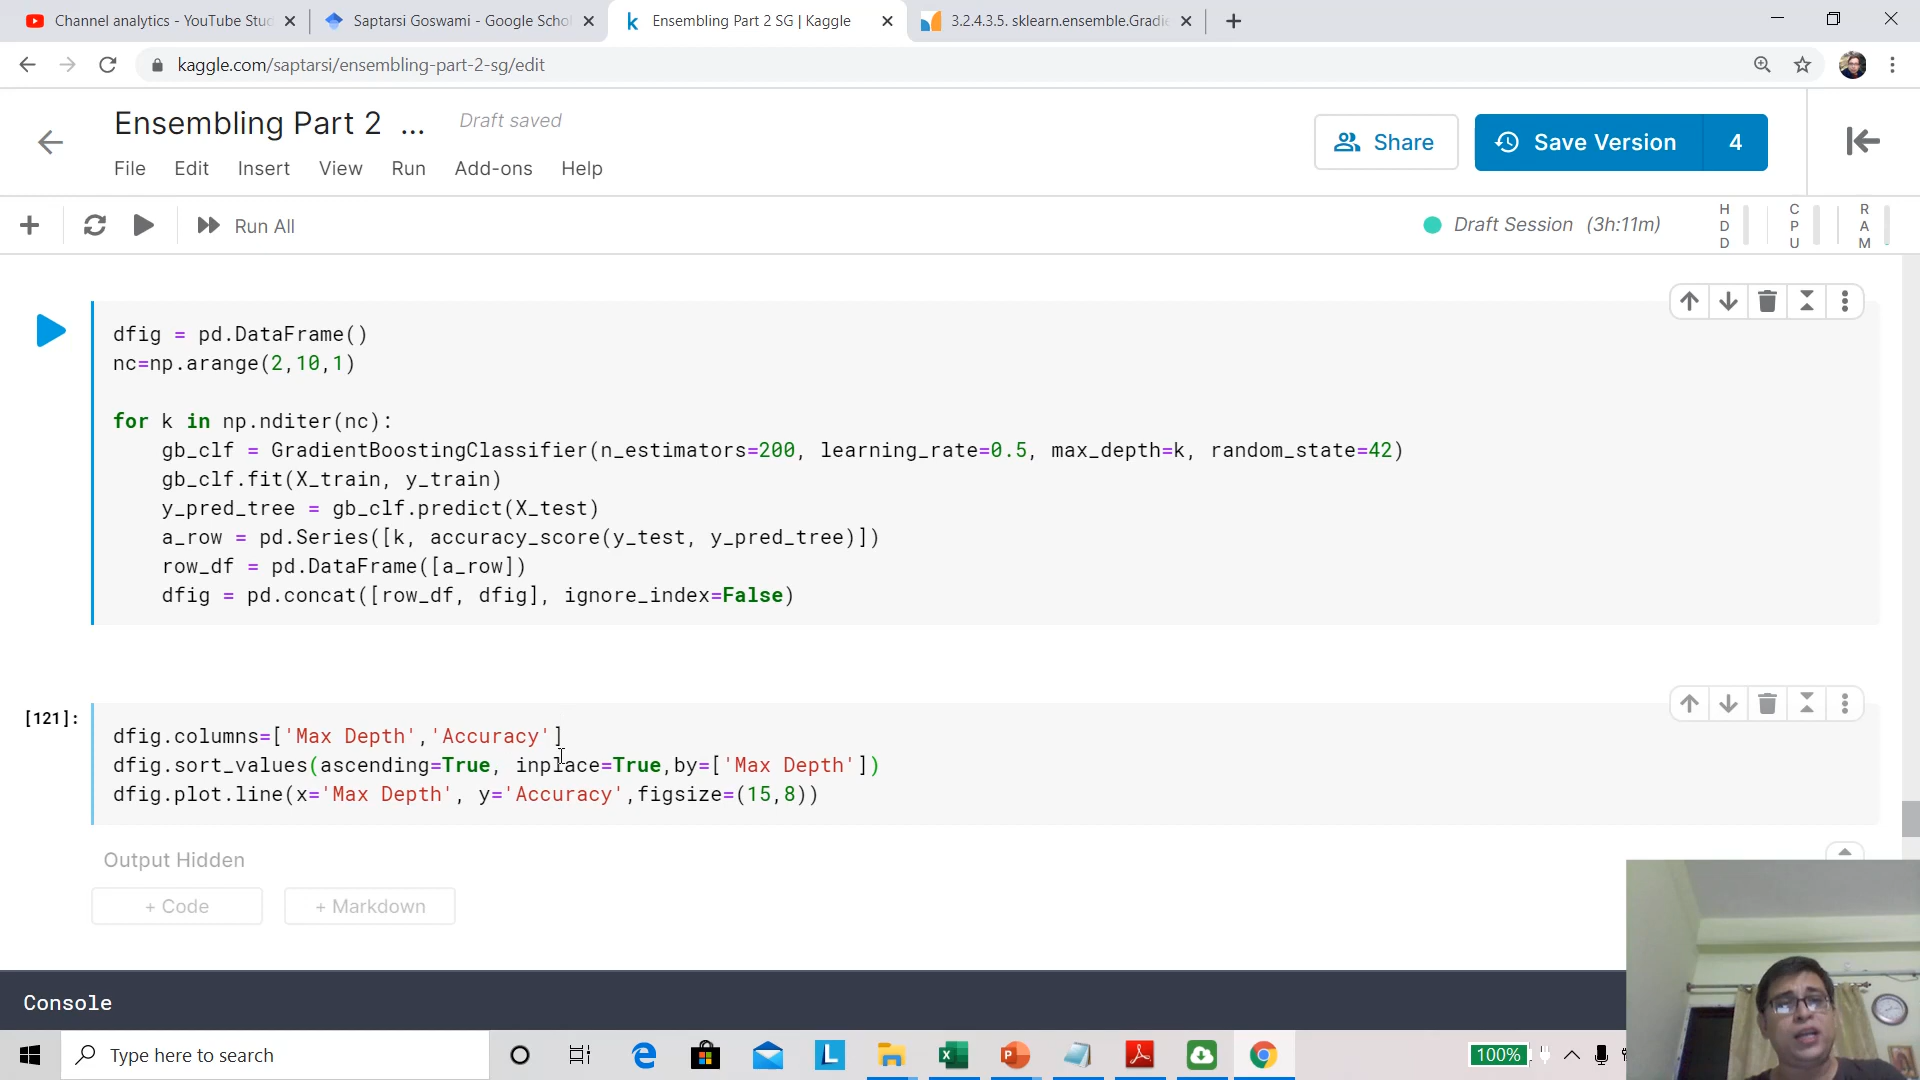 Channel analytics - YouTube Stud
Saptarsi Goswami - Google Schol
Ensembling Part 2 SG | Kaggle
3.2.4.3.5. sklearn.ensemble.Gradie
kaggle.com/saptarsi/ensembling-part-2-sg/edit
Ensembling Part 2 ...
Draft saved
File Edit Insert View Run Add-ons Help
Share
Save Version 4
Run All
Draft Session (3h:11m)
HDD
CPU
RAM
dfig = pd.DataFrame()
nc=np.arange(2,10,1)
for k in np.nditer(nc):
gb_clf = GradientBoostingClassifier(n_estimators=200, learning_rate=0.5, max_depth=k, random_state=42)
gb_clf.fit(X_train, y_train)
y_pred_tree = gb_clf.predict(X_test)
a_row = pd.Series([k, accuracy_score(y_test, y_pred_tree)])
row_df = pd.DataFrame([a_row])
dfig = pd.concat([row_df, dfig], ignore_index=False)
[121]:
dfig.columns=['Max Depth','Accuracy']
dfig.sort_values(ascending=True, inplace=True,by=['Max Depth'])
dfig.plot.line(x='Max Depth', y='Accuracy',figsize=(15,8))
Output Hidden
+ Code
+ Markdown
Console
Type here to search
100%